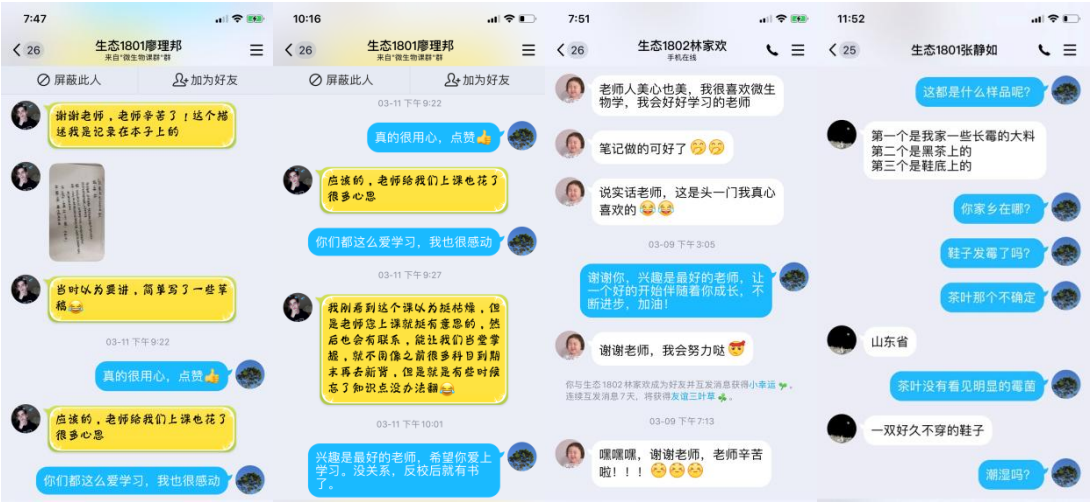 7:47
26
生态1801廖理邦
来自"微生物课群"群
屏蔽此人
加为好友
谢谢老师，老师辛苦了！这个描
述我是记录在本子上的
当时以为要讲，简单写了一些草
稿😂
03-11 下午9:22
真的很用心，点赞👍
应该的，老师给我们上课也花了
很多心思
你们都这么爱学习，我也很感动
10:16
26
生态1801廖理邦
来自"微生物课群"群
屏蔽此人
加为好友
03-11 下午9:22
真的很用心，点赞👍
应该的，老师给我们上课也花了
很多心思
你们都这么爱学习，我也很感动
03-11 下午9:27
我刚看到这个课以为挺枯燥，但
是老师您上课就挺有意思的，然
后也会有联系，能让我们当堂掌
握，就不用像之前很多科目到期
末再去新背，但是就是有些时候
忘了知识点没办法翻😂
03-11 下午10:01
兴趣是最好的老师，希望你爱上
学习。没关系，反校后就有书
了。
7:51
26
生态1802林家欢
手机在线
老师人美心也美，我很喜欢微生
物学，我会好好学习的老师
笔记做的可好了🤭🤭
说实话老师，这是头一门我真心
喜欢的😂😂
03-09 下午3:05
谢谢你，兴趣是最好的老师，让
一个好的开始伴随着你成长，不
断进步，加油！
谢谢老师，我会努力哒
你与生态1802林家欢成为好友并互发消息获得小幸运，
连续互发消息7天，将获得友谊三叶草。
03-09 下午7:13
嘿嘿嘿，谢谢老师，老师辛苦
啦！！！😊😊😊
11:52
25
生态1801张静如
这都是什么样品呢？
第一个是我家一些长霉的大料
第二个是黑茶上的
第三个是鞋底上的
你家乡在哪？
鞋子发霉了吗？
茶叶那个不确定
山东省
茶叶没有看见明显的霉菌
一双好久不穿的鞋子
潮湿吗？